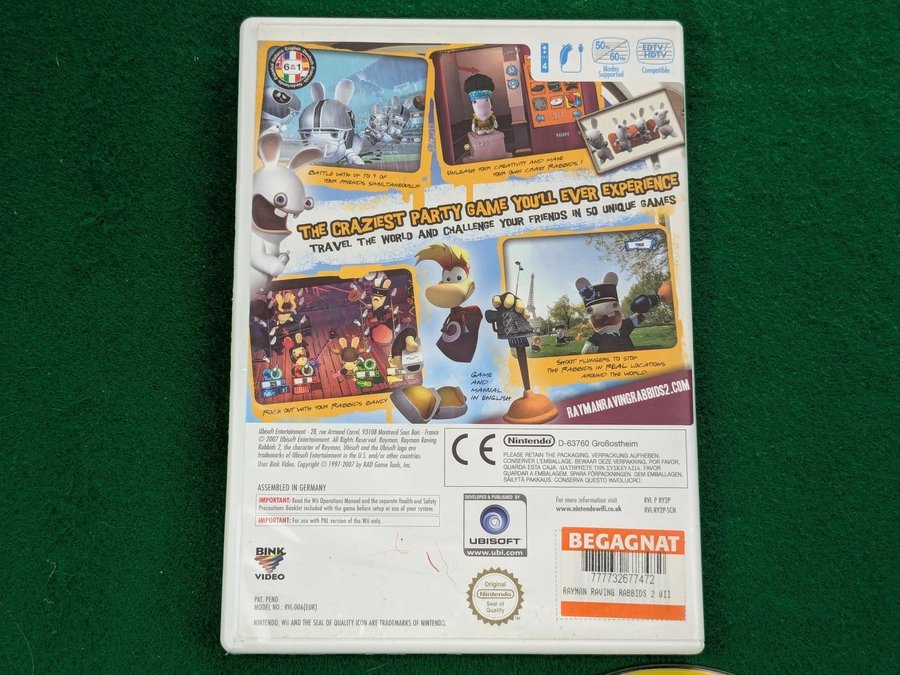 6 IN 1
4
50Hz
60Hz
Modes
Supported
EDTV/
HDTV
Compatible
BATTLE WITH UP TO 4 OF
YOUR FRIENDS SIMULTANEOUSLY!
UNLEASH YOUR CREATIVITY AND MAKE
YOUR OWN CRAZY RABBIDS!
THE CRAZIEST PARTY GAME YOU'LL EVER EXPERIENCE
TRAVEL THE WORLD AND CHALLENGE YOUR FRIENDS IN 50 UNIQUE GAMES
ROCK OUT WITH YOUR RABBIDS BAND!
GAME
AND
MANUAL
IN ENGLISH
SHOOT PLUNGERS TO STOP
THE RABBIDS IN REAL LOCATIONS
AROUND THE WORLD.
RAYMANRAVINGRABBIDS2.COM
Ubisoft Entertainment - 28, rue Armand Carrel, 93108 Montreuil Sous Bois - France
© 2007 Ubisoft Entertainment. All Rights Reserved. Rayman, Rayman Raving
Rabbids 2, the character of Rayman, Ubisoft and the Ubisoft logo are
trademarks of Ubisoft Entertainment in the U.S. and/or other countries.
Uses Bink Video. Copyright © 1997-2007 by RAD Game Tools, Inc.
ASSEMBLED IN GERMANY
IMPORTANT: Read the Wii Operations Manual and the separate Health and Safety
Precautions Booklet included with the game before setup or use of your system.
IMPORTANT: For use with PAL version of the Wii only.
CE
Nintendo
D-63760 Großostheim
PLEASE RETAIN THE PACKAGING. VERPACKUNG AUFHEBEN.
CONSERVER L'EMBALLAGE. BEWAAR DEZE VERPAKKING. POR FAVOR,
GUARDA ESTA CAJA. ΔΙΑΤΗΡΗΣΤΕ ΤΗΝ ΣΥΣΚΕΥΑΣΙΑ. FAVOR
GUARDAR A EMBALAGEM. SPARA FÖRPACKNINGEN. GEM EMBALLAGEN.
SÄILYTÄ PAKKAUS. CONSERVA QUESTO INVOLUCRO.
DEVELOPED & PUBLISHED BY
UBISOFT
www.ubi.com
For more information visit
www.nintendowifi.co.uk
RVL P RY2P
RVL-RY2P-SCN
BINK
VIDEO
Original
Nintendo
Seal of
Quality
BEGAGNAT
777732677472
RAYMAN RAVING RABBIDS 2 WII
PAT. PEND.
MODEL NO.: RVL-006(EUR)
NINTENDO, WII AND THE SEAL OF QUALITY ICON ARE TRADEMARKS OF NINTENDO.